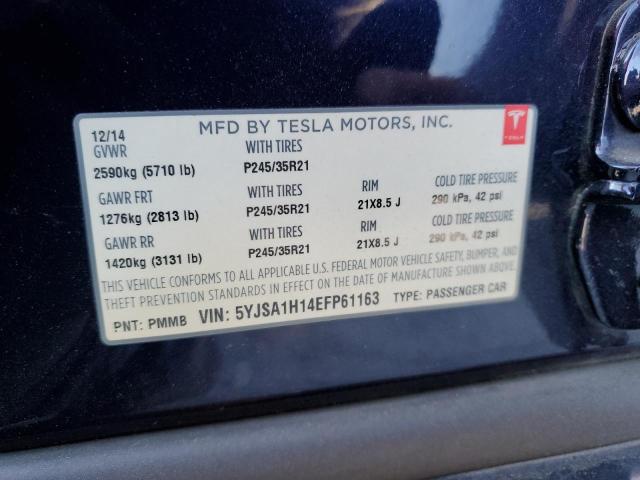 12/14 MFD BY TESLA MOTORS, INC.
GVWR WITH TIRES
2590kg (5710 lb) P245/35R21
GAWR FRT WITH TIRES RIM COLD TIRE PRESSURE
1276kg (2813 lb) P245/35R21 21X8.5 J 290 kPa, 42 psi
GAWR RR WITH TIRES RIM COLD TIRE PRESSURE
1420kg (3131 lb) P245/35R21 21X8.5 J 290 kPa, 42 psi
THIS VEHICLE CONFORMS TO ALL APPLICABLE U.S. FEDERAL MOTOR VEHICLE SAFETY, BUMPER, AND
THEFT PREVENTION STANDARDS IN EFFECT ON THE DATE OF MANUFACTURE SHOWN ABOVE.
PNT: PMMB VIN: 5YJSA1H14EFP61163 TYPE: PASSENGER CAR
TESLA